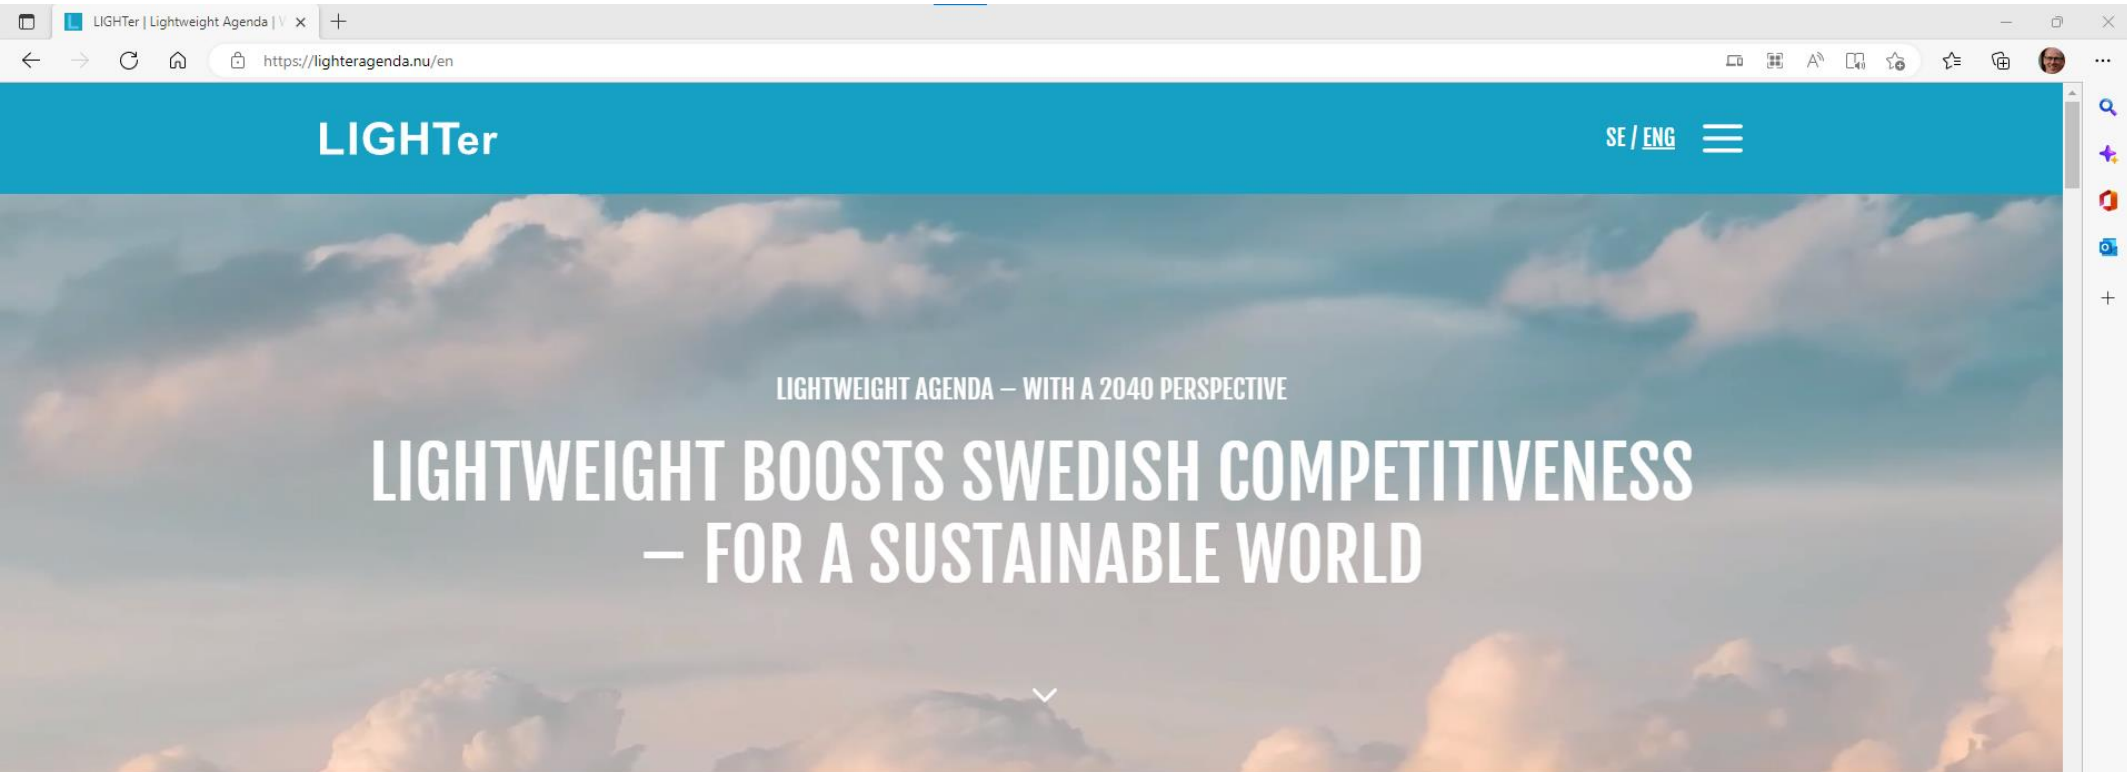 LIGHTer | Lightweight Agenda |
https://lighteragenda.nu/en
LIGHTer
SE / ENG
LIGHTWEIGHT AGENDA – WITH A 2040 PERSPECTIVE
LIGHTWEIGHT BOOSTS SWEDISH COMPETITIVENESS
– FOR A SUSTAINABLE WORLD